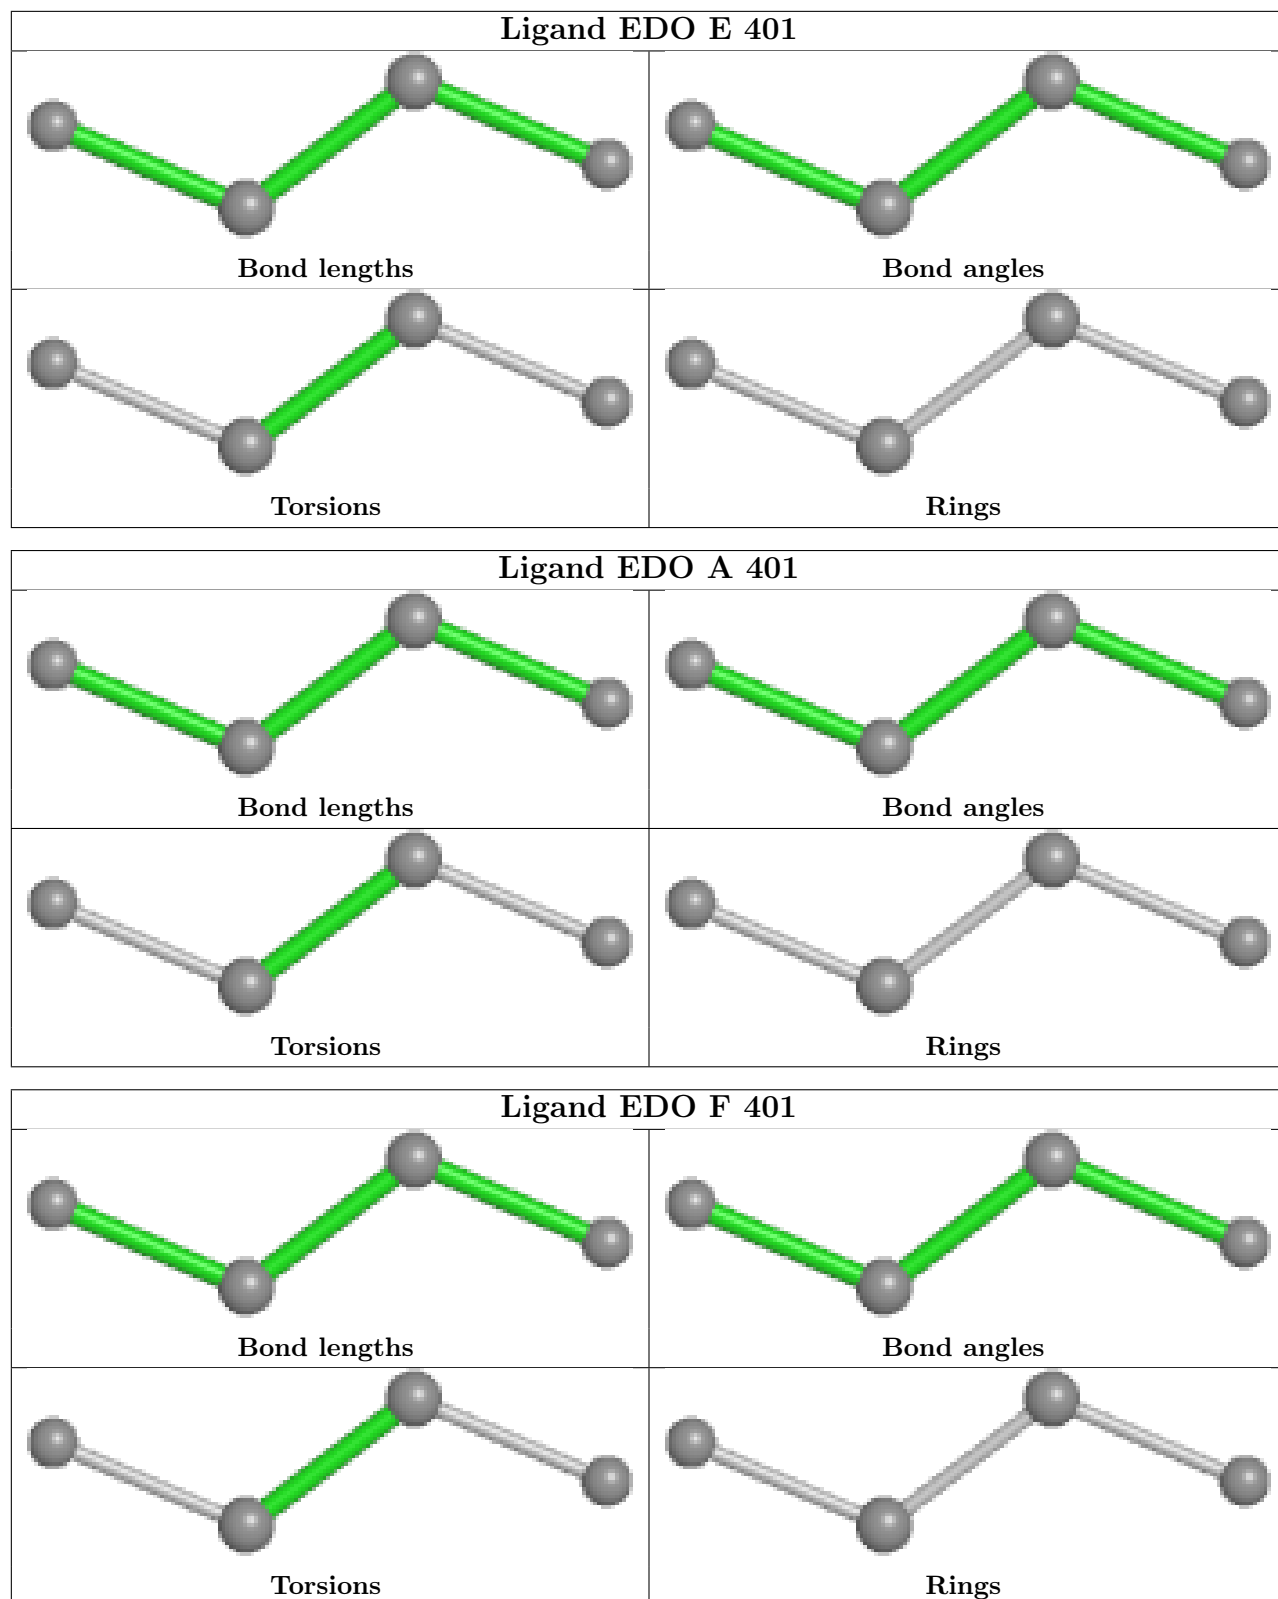 Ligand EDO E 401
Bond lengths
Bond angles
Torsions
Rings
Ligand EDO A 401
Bond lengths
Bond angles
Torsions
Rings
Ligand EDO F 401
Bond lengths
Bond angles
Torsions
Rings